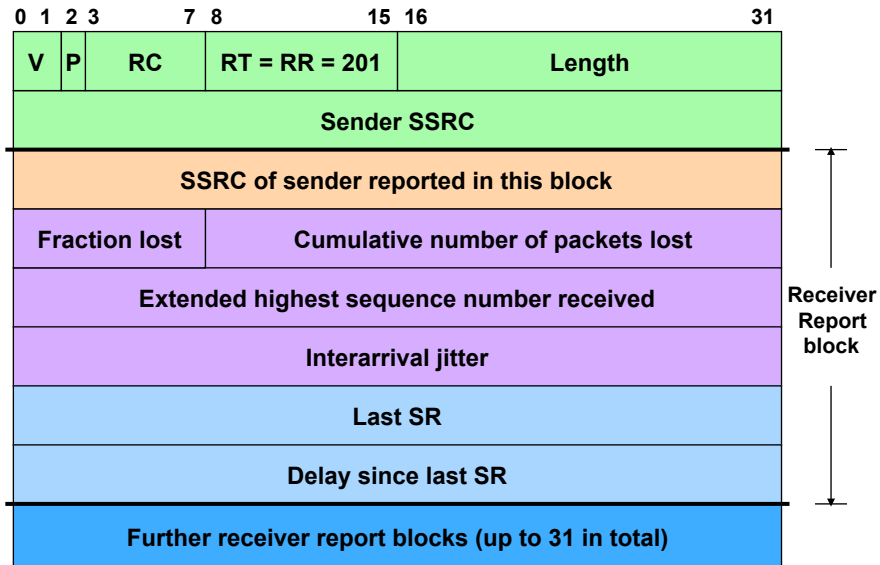 0 1 2 3 7 8 15 16 31
V P RC RT = RR = 201 Length
Sender SSRC
SSRC of sender reported in this block
Fraction lost Cumulative number of packets lost
Extended highest sequence number received
Interarrival jitter
Last SR
Delay since last SR
Further receiver report blocks (up to 31 in total)
Receiver
Report
block